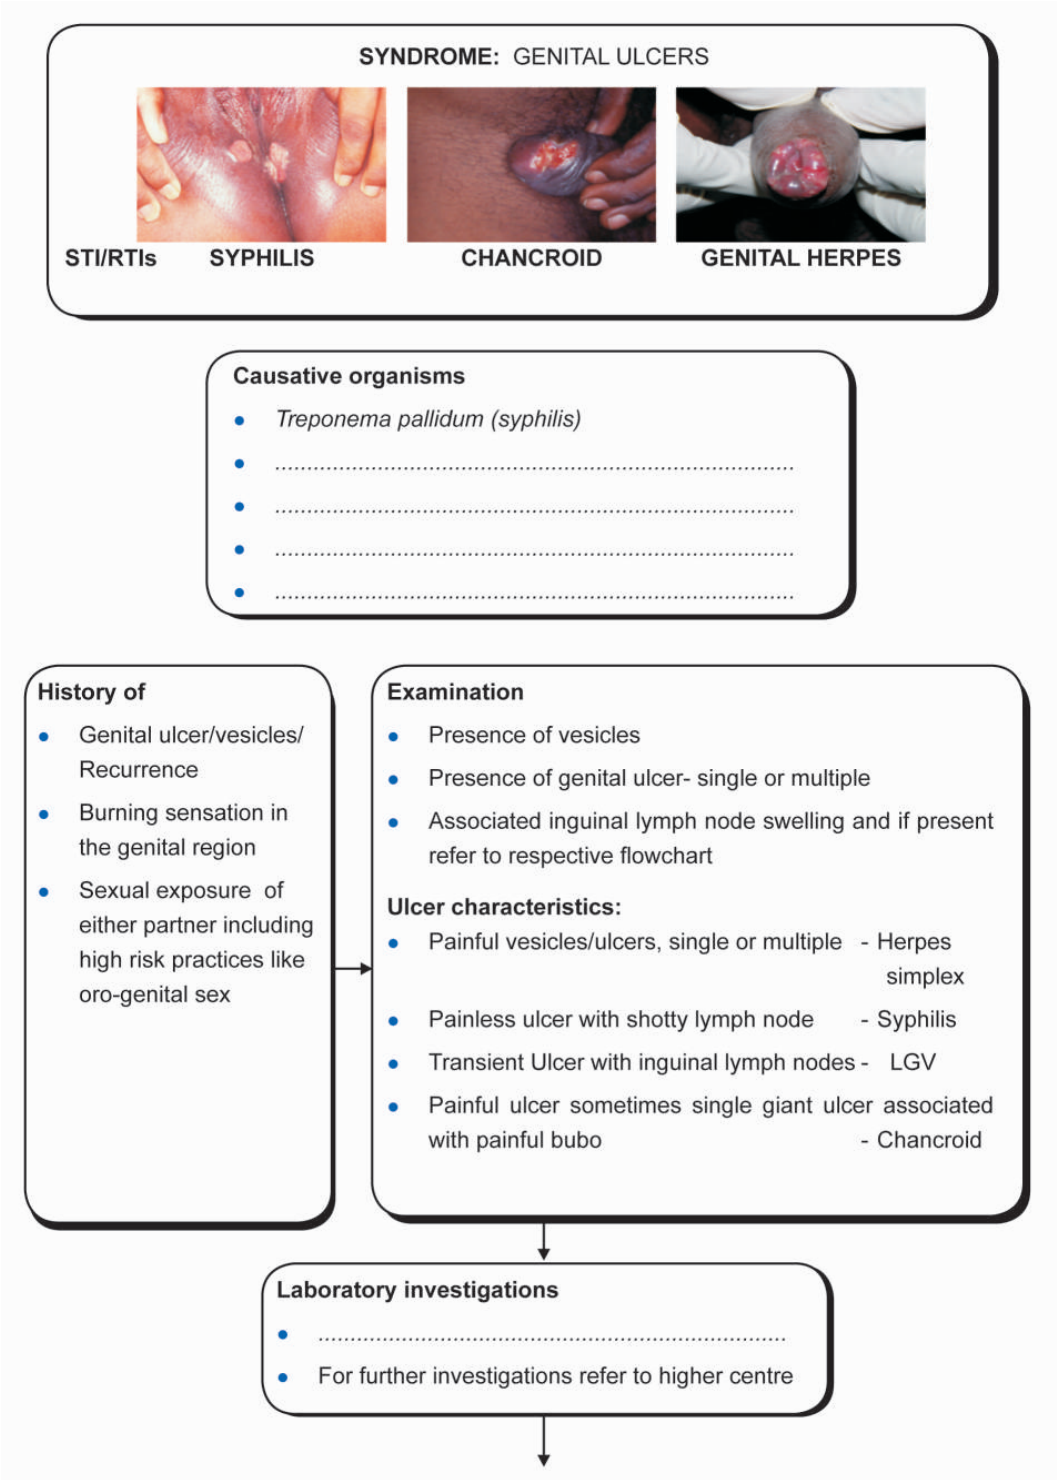 SYNDROME: GENITAL ULCERS
STI/RTIs SYPHILIS CHANCROID GENITAL HERPES
Causative organisms
● Treponema pallidum (syphilis)
● ................................................................................
● ................................................................................
● ................................................................................
● ................................................................................
History of
● Genital ulcer/vesicles/
Recurrence
● Burning sensation in
the genital region
● Sexual exposure of
either partner including
high risk practices like
oro-genital sex
Examination
● Presence of vesicles
● Presence of genital ulcer- single or multiple
● Associated inguinal lymph node swelling and if present
refer to respective flowchart
Ulcer characteristics:
● Painful vesicles/ulcers, single or multiple - Herpes
simplex
● Painless ulcer with shotty lymph node - Syphilis
● Transient Ulcer with inguinal lymph nodes - LGV
● Painful ulcer sometimes single giant ulcer associated
with painful bubo - Chancroid
Laboratory investigations
● ........................................................................
● For further investigations refer to higher centre